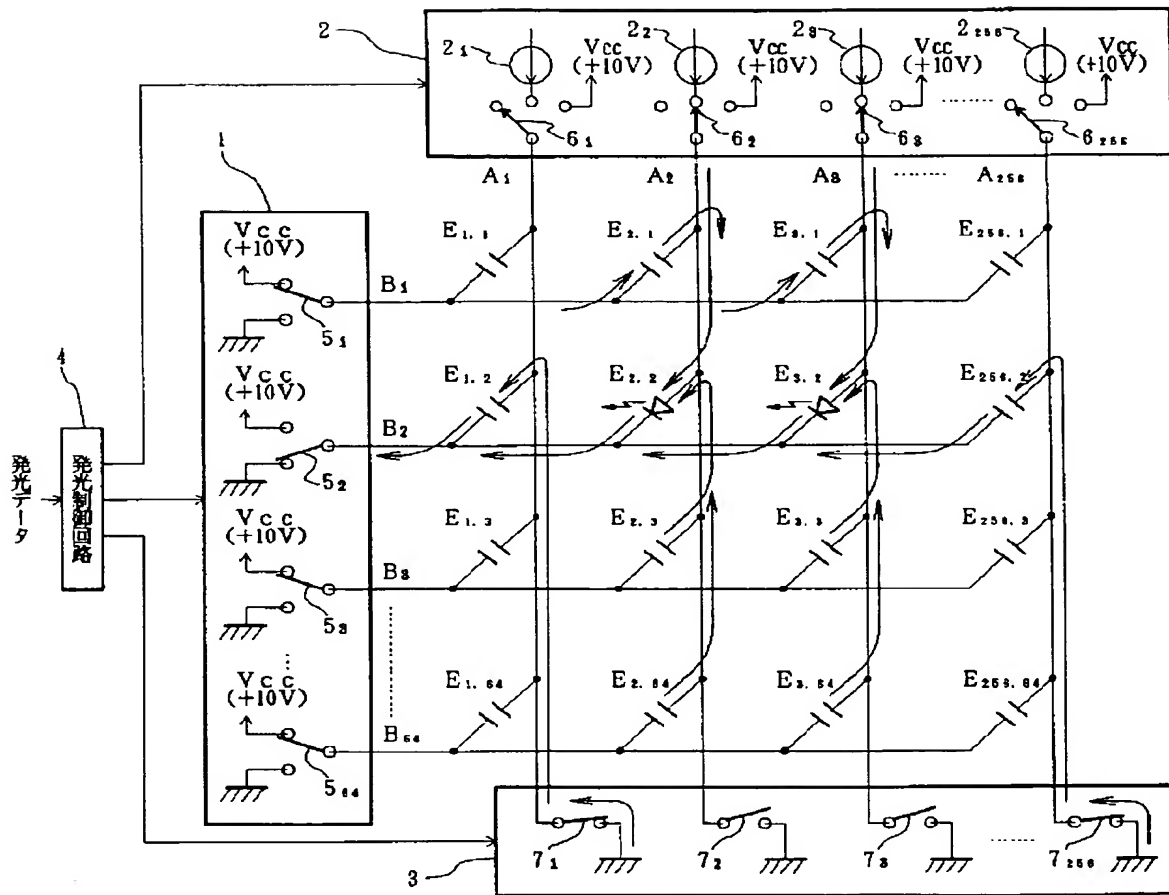 2
2₁ Vcc 2₂ Vcc 2₃ Vcc 2₂₅₆
(+10V) (+10V) (+10V) (+10V)
6₁ 6₂ 6₃ 6₂₅₆
1
A₁ A₂ A₃ A₂₅₆
Vcc
(+10V)
E₁.₁ E₂.₁ E₃.₁ E₂₅₆.₁
B₁
5₁
4
Vcc
(+10V)
E₁.₂ E₂.₂ E₃.₂ E₂₅₆.₂
B₂
5₂
発光データ
発光制御回路
Vcc
(+10V)
E₁.₃ E₂.₃ E₃.₃ E₂₅₆.₃
B₃
5₃
Vcc
(+10V)
E₁.₆₄ E₂.₆₄ E₃.₆₄ E₂₅₆.₆₄
B₆₄
5₆₄
7₁ 7₂ 7₃ 7₂₅₆
3